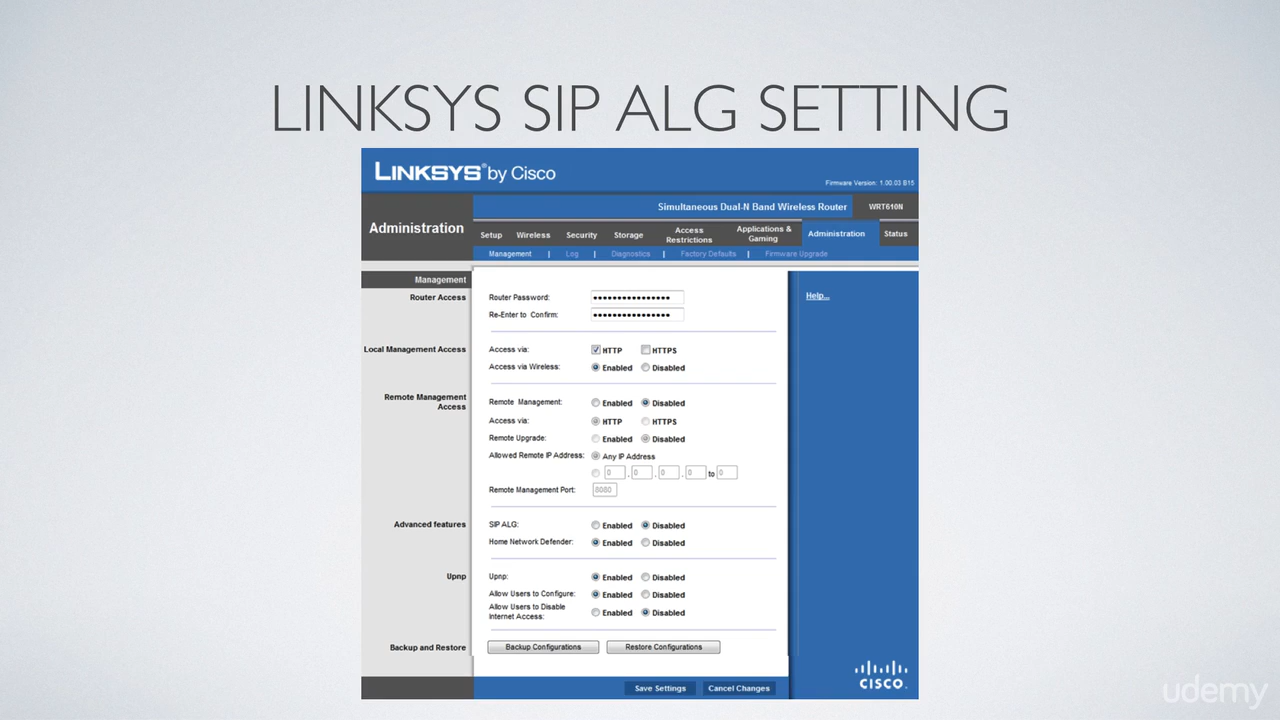 LINKSYS SIP ALG SETTING
LINKSYS® by Cisco
Firmware Version: 1.00.03 B15
Simultaneous Dual-N Band Wireless Router WRT610N
Administration
Setup Wireless Security Storage Access Restrictions Applications & Gaming Administration Status
Management | Log | Diagnostics | Factory Defaults | Firmware Upgrade
Management
Router Access Router Password: ••••••••••••••••
Re-Enter to Confirm: ••••••••••••••••
Help...
Local Management Access Access via: HTTP HTTPS
Access via Wireless: Enabled Disabled
Remote Management Access
Remote Management: Enabled Disabled
Access via: HTTP HTTPS
Remote Upgrade: Enabled Disabled
Allowed Remote IP Address: Any IP Address
0 . 0 . 0 . 0 to 0
Remote Management Port: 8080
Advanced features SIP ALG: Enabled Disabled
Home Network Defender: Enabled Disabled
Upnp Upnp: Enabled Disabled
Allow Users to Configure: Enabled Disabled
Allow Users to Disable Internet Access: Enabled Disabled
Backup and Restore Backup Configurations Restore Configurations
Save Settings Cancel Changes
CISCO.
udemy